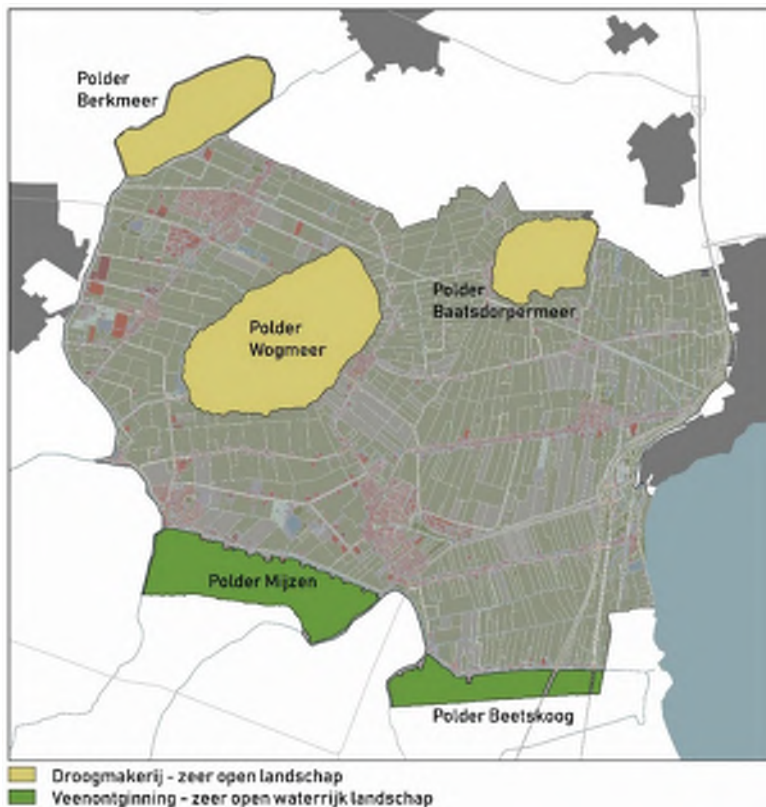 Polder
Berkmeer
Polder
Baatsdorpermeer
Polder
Wogmeer
Polder Mijzen
Polder Beetskoog
Droogmakerij - zeer open landschap
Veenontginning - zeer open waterrijk landschap